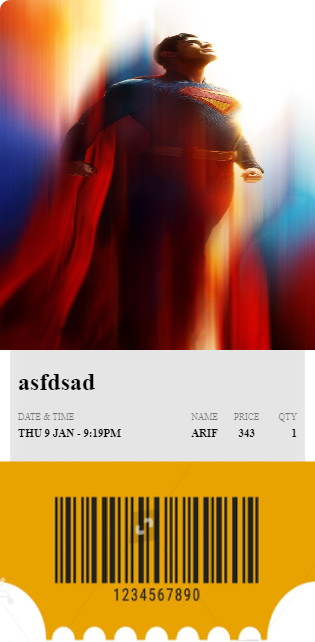 asfdsad
DATE & TIME NAME PRICE QTY
THU 9 JAN - 9:19PM ARIF 343 1
1234567890